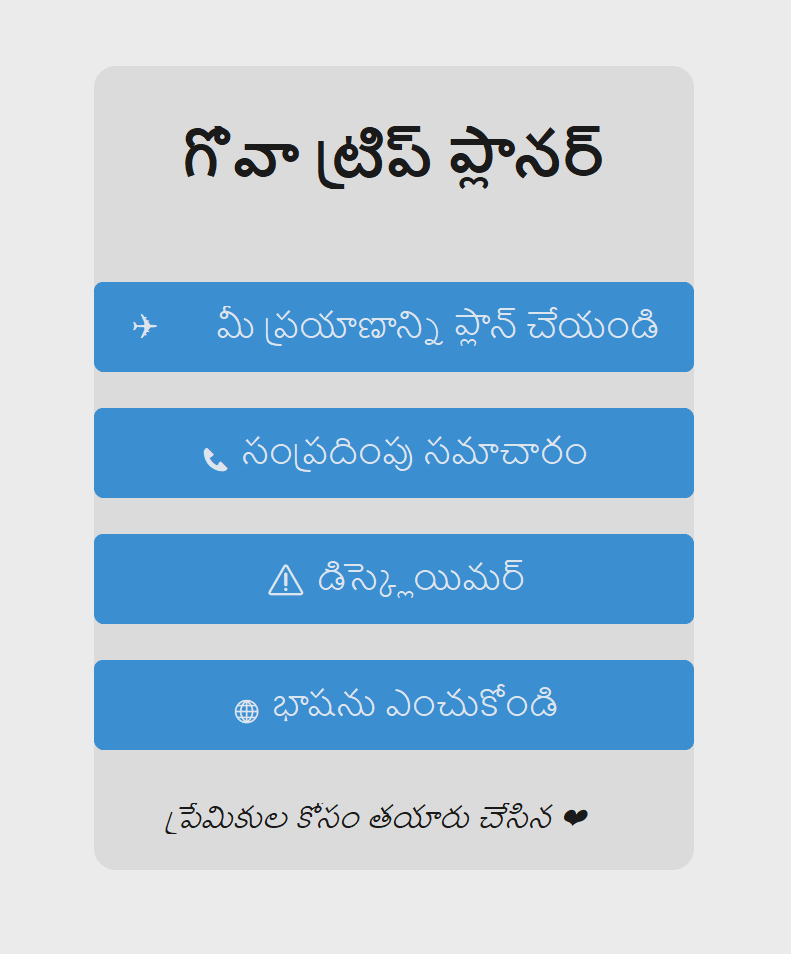 గోవా ట్రిప్ ప్లానర్
✈ మీ ప్రయాణాన్ని ప్లాన్ చేయండి
📞 సంప్రదింపు సమాచారం
⚠ డిస్క్లెయిమర్
🌐 భాషను ఎంచుకోండి
ప్రేమికుల కోసం తయారు చేసిన ❤